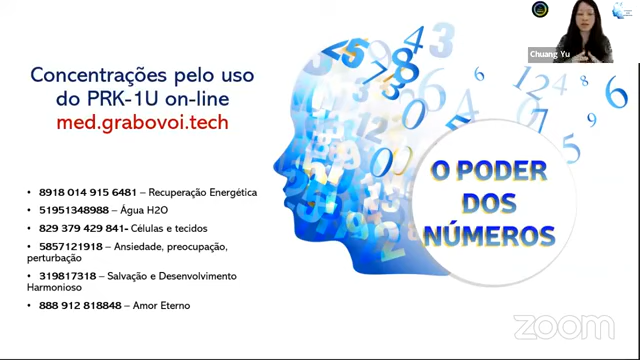 Chuang Yu
Concentrações pelo uso
do PRK-1U on-line
med.grabovoi.tech
• 8918 014 915 6481 – Recuperação Energética
• 51951348988 – Água H2O
• 829 379 429 841- Células e tecidos
• 5857121918 – Ansiedade, preocupação,
perturbação
• 319817318 – Salvação e Desenvolvimento
Harmonioso
• 888 912 818848 – Amor Eterno
O PODER
DOS
NÚMEROS
zoom